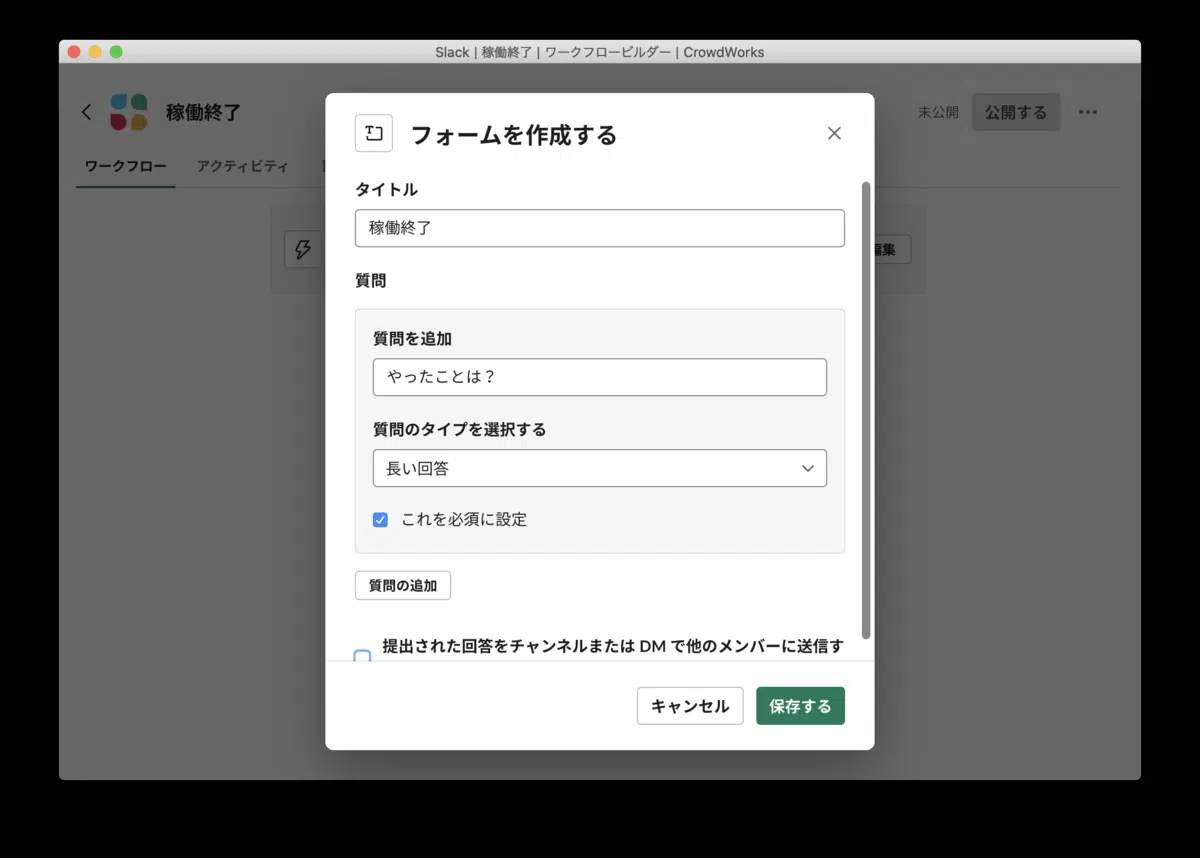 Slack | 稼働終了 | ワークフロービルダー | CrowdWorks
稼働終了
未公開
公開する
ワークフロー
アクティビティ
編集
フォームを作成する
タイトル
稼働終了
質問
質問を追加
やったことは？
質問のタイプを選択する
長い回答
これを必須に設定
質問の追加
提出された回答をチャンネルまたは DM で他のメンバーに送信す
キャンセル
保存する